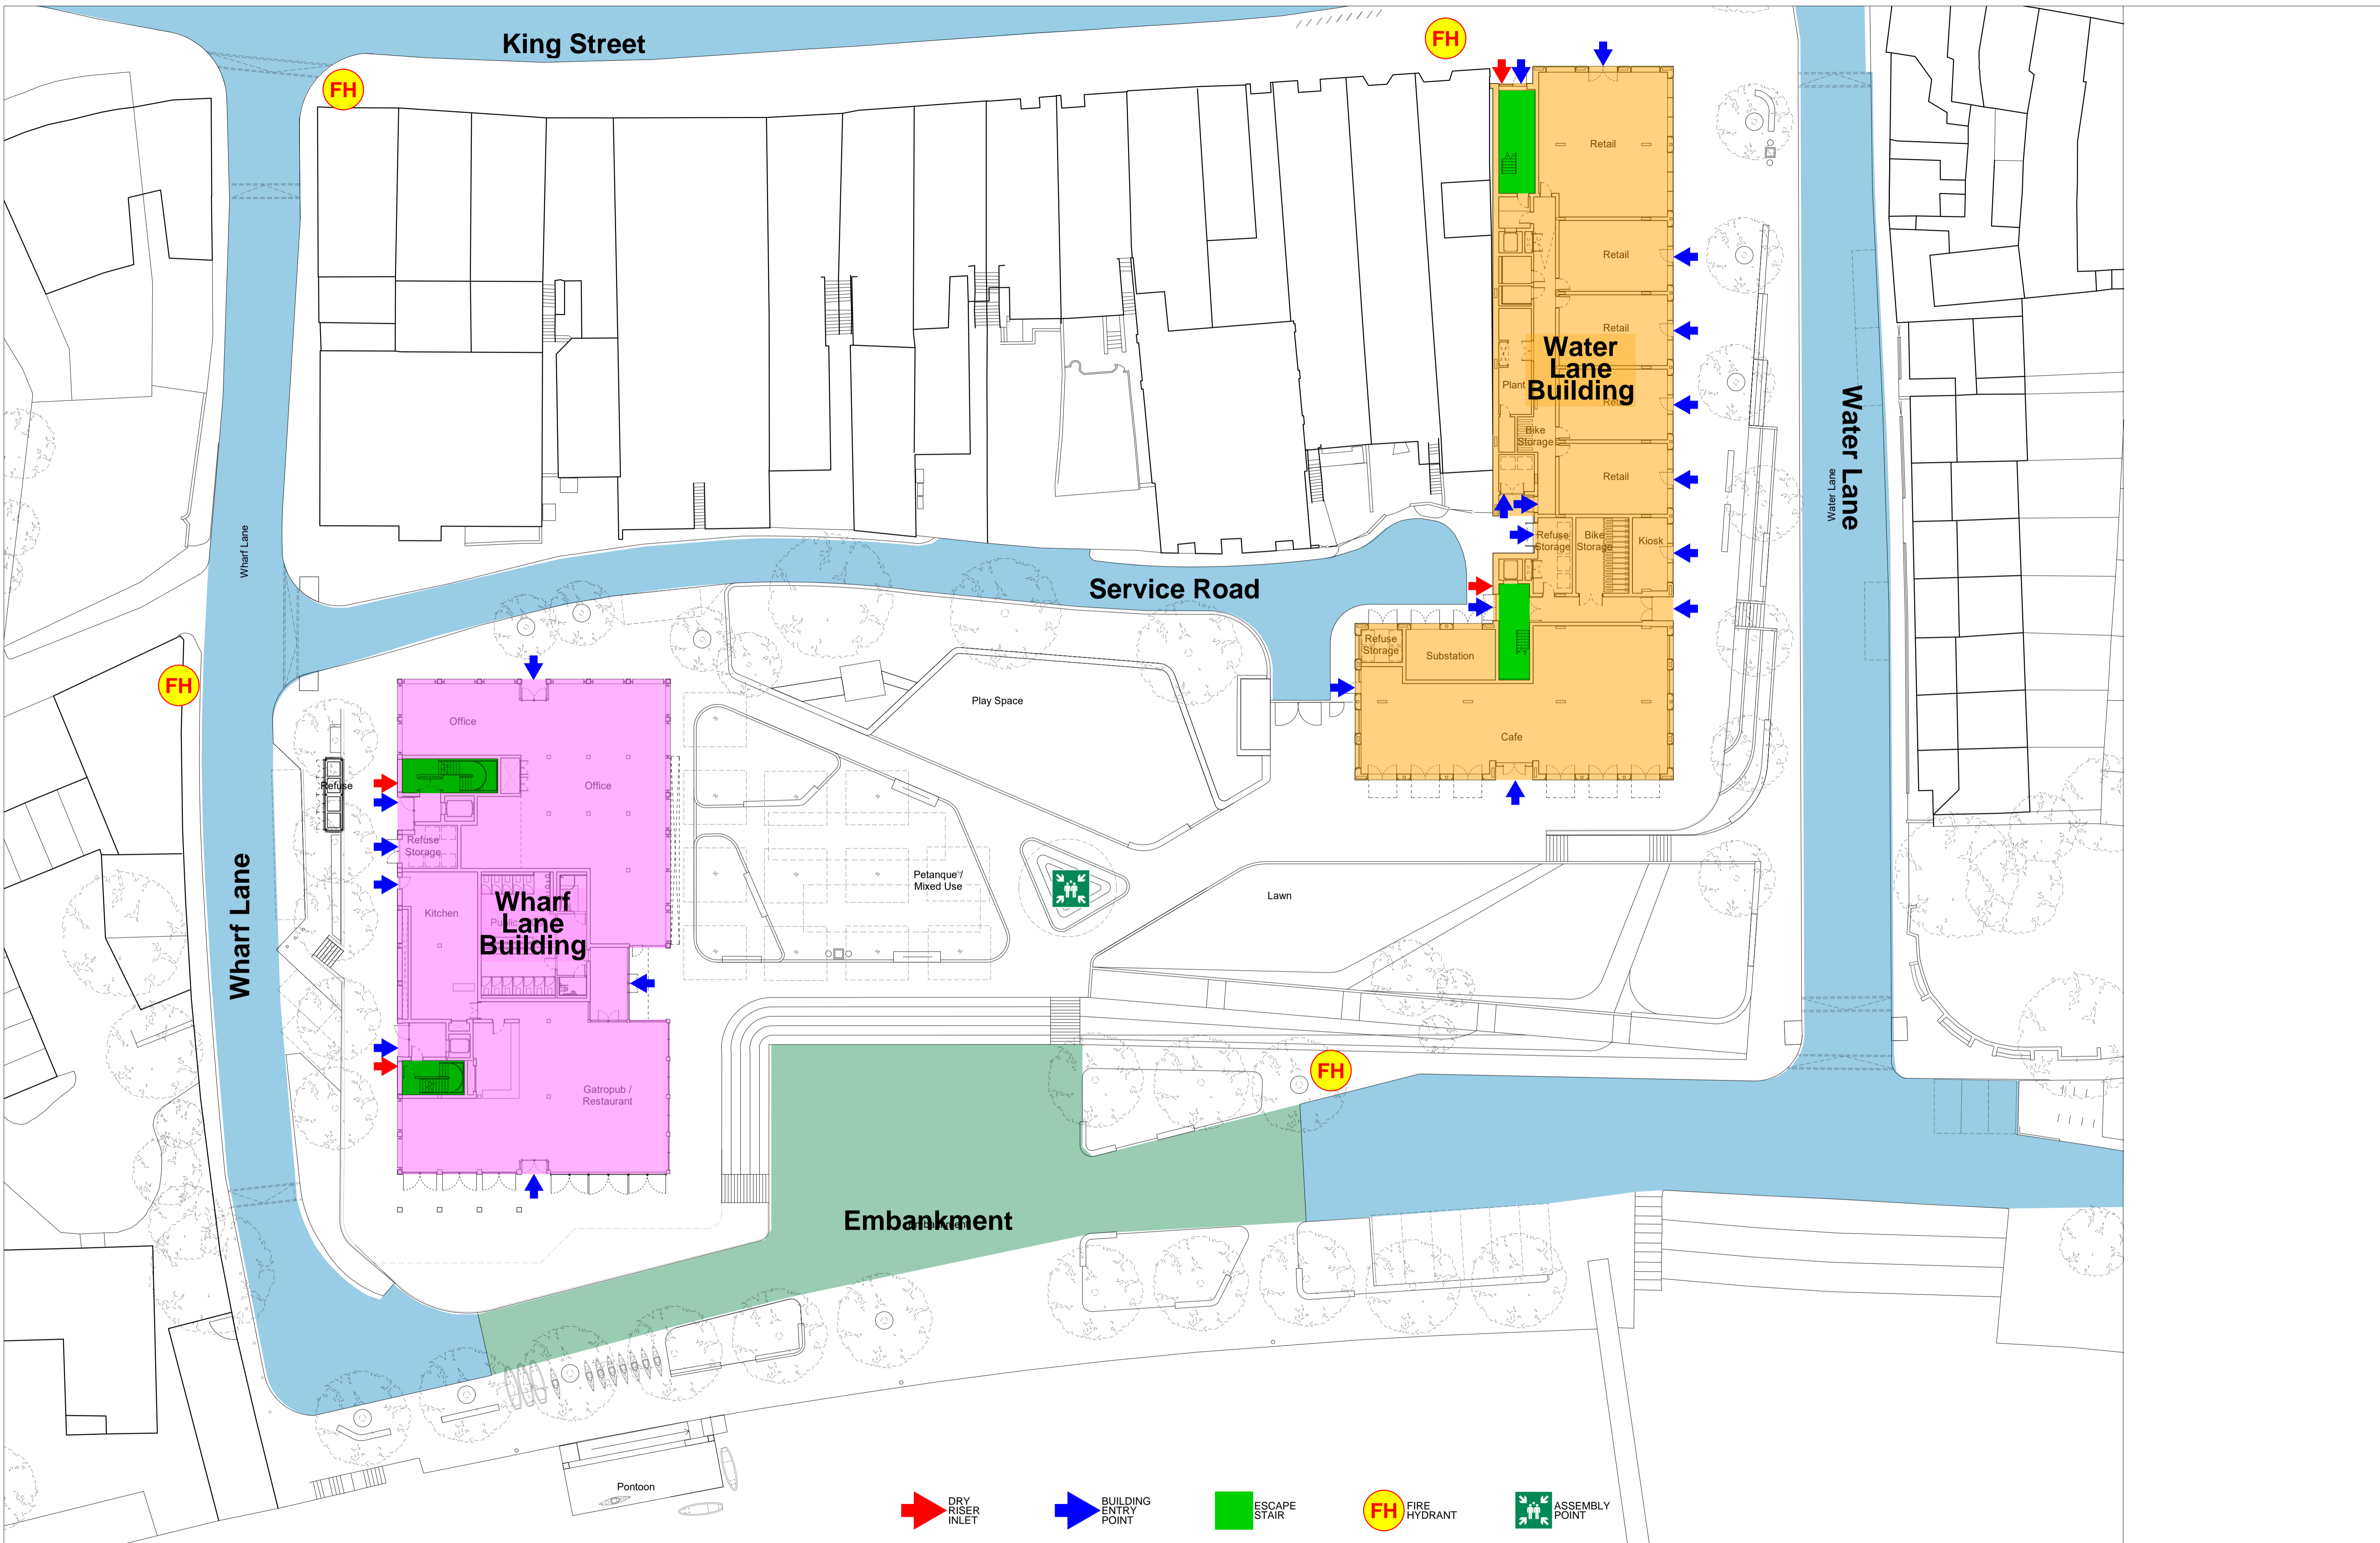 King Street
FH
FH
Retail
Retail
Retail
Water
Lane
Building
Plant
Retail
Bike
Storage
Retail
Water Lane
Water Lane
Wharf Lane
Refuse
Storage
Bike
Storage
Kiosk
Service Road
Refuse
Storage
Substation
FH
Play Space
Office
Cafe
Office
Refuse
Refuse
Storage
Petanque /
Mixed Use
Lawn
Kitchen
Wharf
Lane
Building
Wharf Lane
FH
Gatropub /
Restaurant
Embankment
Embankment
Pontoon
DRY
RISER
INLET
BUILDING
ENTRY
POINT
ESCAPE
STAIR
FH
FIRE
HYDRANT
ASSEMBLY
POINT